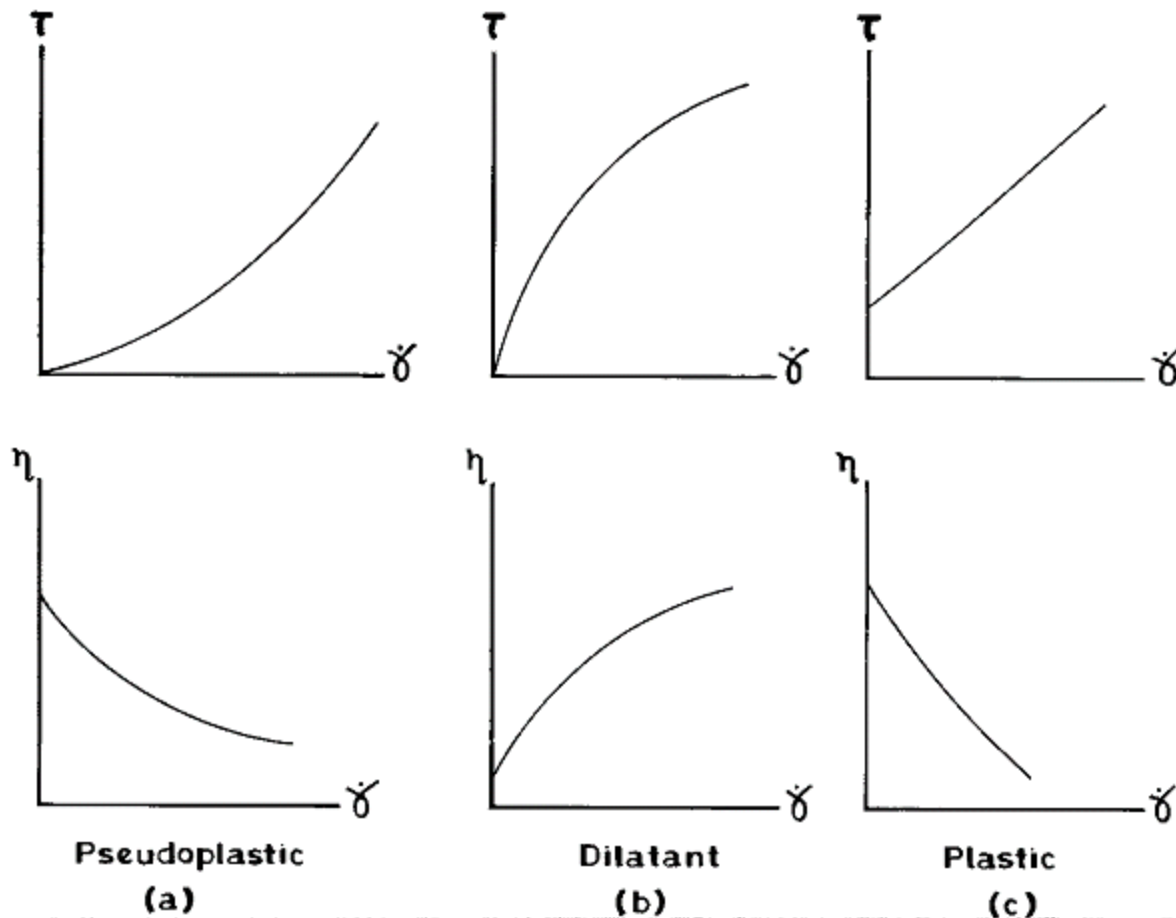 τ τ τ
γ̇ γ̇ γ̇
η η η
γ̇ γ̇ γ̇
Pseudoplastic Dilatant Plastic
(a) (b) (c)